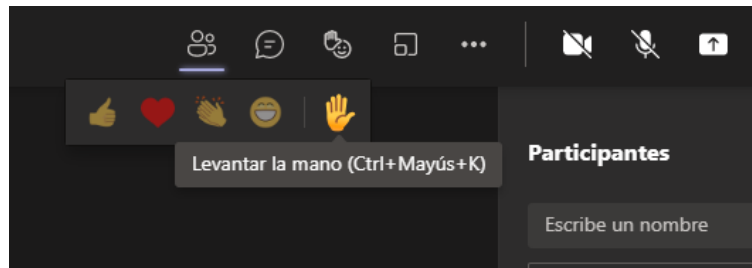 Levantar la mano (Ctrl+Mayús+K)
Participantes
Escribe un nombre